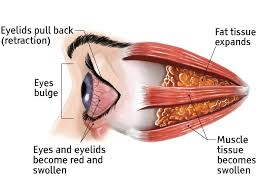 Eyelids pull back
(retraction)
Fat tissue
expands
Eyes
bulge
Eyes and eyelids
become red and
swollen
Muscle
tissue
becomes
swollen